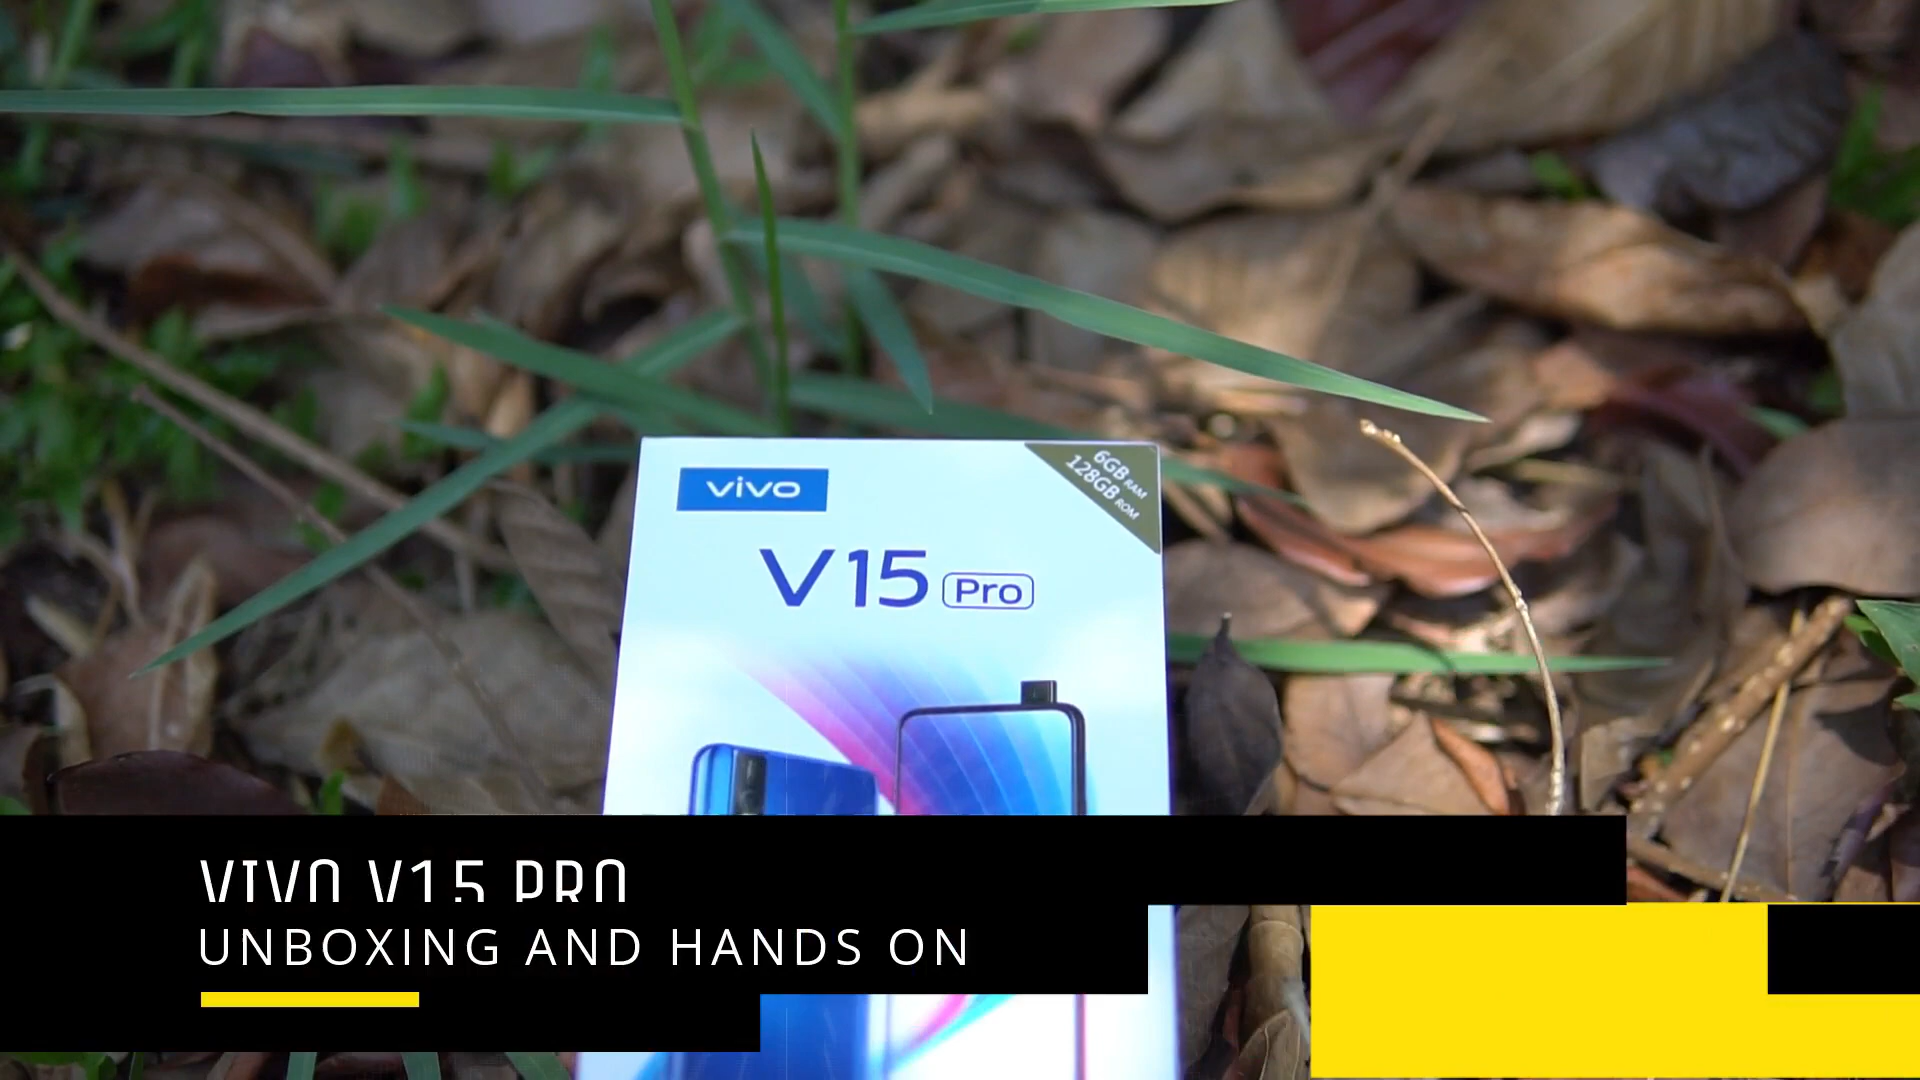 vivo
6GB RAM
128GB ROM
V15 Pro
VIVO V15 PRO
UNBOXING AND HANDS ON